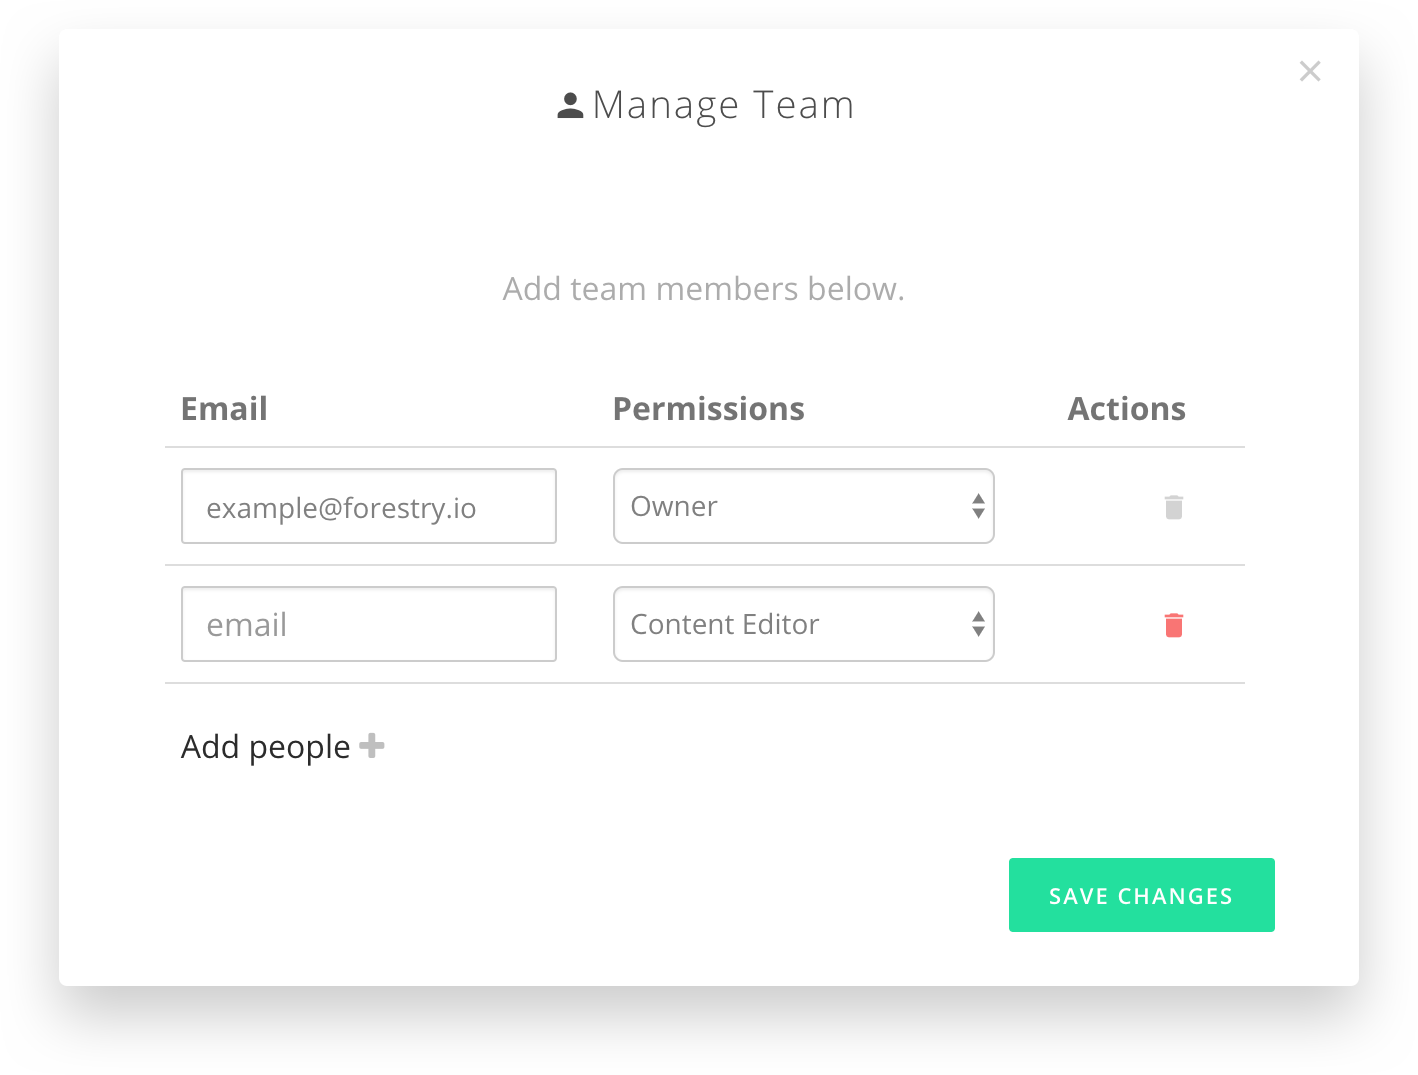 Manage Team
Add team members below.
Email Permissions Actions
example@forestry.io Owner
email Content Editor
Add people
SAVE CHANGES